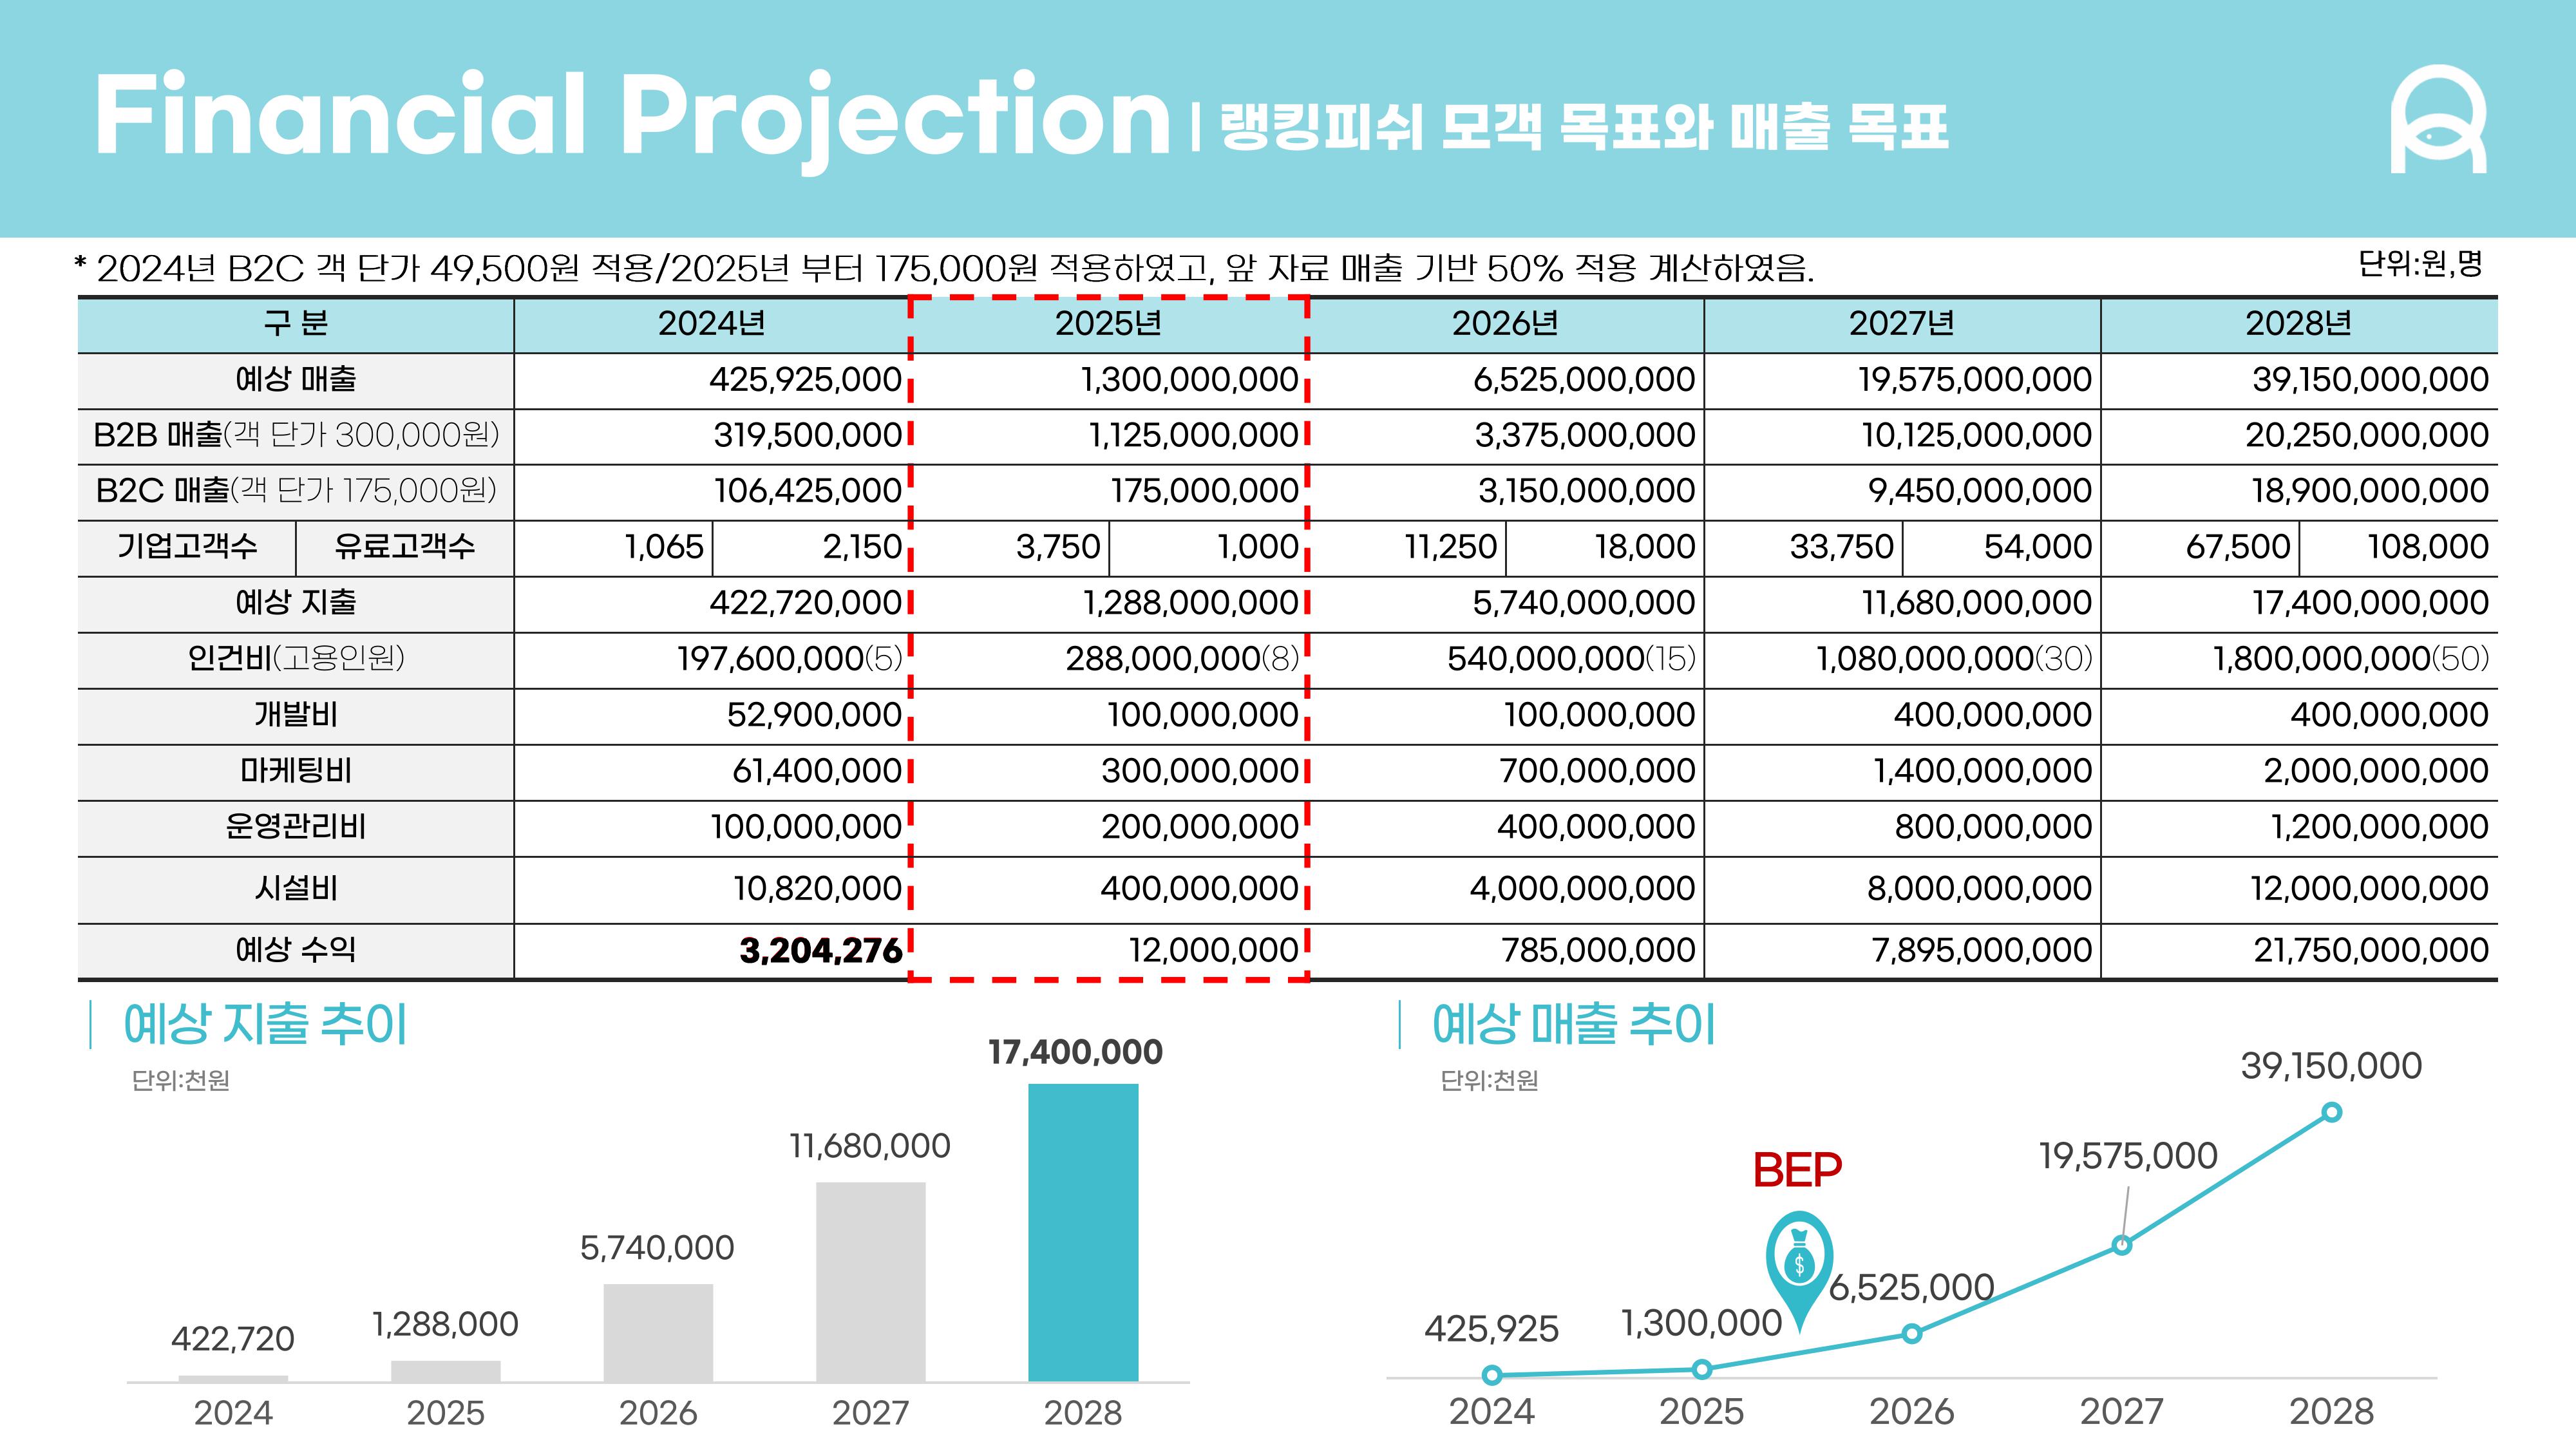 Financial Projection | 랭킹피쉬 모객 목표와 매출 목표
* 2024년 B2C 객 단가 49,500원 적용/2025년 부터 175,000원 적용하였고, 앞 자료 매출 기반 50% 적용 계산하였음.
단위:원,명
구 분 2024년 2025년 2026년 2027년 2028년
예상 매출 425,925,000 1,300,000,000 6,525,000,000 19,575,000,000 39,150,000,000
B2B 매출(객 단가 300,000원) 319,500,000 1,125,000,000 3,375,000,000 10,125,000,000 20,250,000,000
B2C 매출(객 단가 175,000원) 106,425,000 175,000,000 3,150,000,000 9,450,000,000 18,900,000,000
기업고객수 유료고객수 1,065 2,150 3,750 1,000 11,250 18,000 33,750 54,000 67,500 108,000
예상 지출 422,720,000 1,288,000,000 5,740,000,000 11,680,000,000 17,400,000,000
인건비(고용인원) 197,600,000(5) 288,000,000(8) 540,000,000(15) 1,080,000,000(30) 1,800,000,000(50)
개발비 52,900,000 100,000,000 100,000,000 400,000,000 400,000,000
마케팅비 61,400,000 300,000,000 700,000,000 1,400,000,000 2,000,000,000
운영관리비 100,000,000 200,000,000 400,000,000 800,000,000 1,200,000,000
시설비 10,820,000 400,000,000 4,000,000,000 8,000,000,000 12,000,000,000
예상 수익 3,204,276 12,000,000 785,000,000 7,895,000,000 21,750,000,000
예상 지출 추이
단위:천원
17,400,000
11,680,000
5,740,000
1,288,000
422,720
2024 2025 2026 2027 2028
예상 매출 추이
단위:천원
39,150,000
19,575,000
BEP
$
6,525,000
1,300,000
425,925
2024 2025 2026 2027 2028